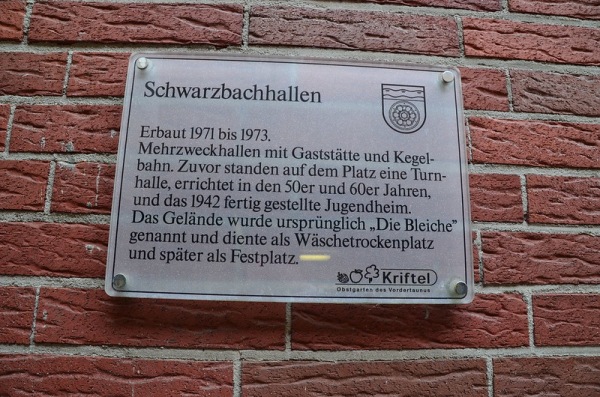 Schwarzbachhallen
Erbaut 1971 bis 1973.
Mehrzweckhallen mit Gaststätte und Kegel-
bahn. Zuvor standen auf dem Platz eine Turn-
halle, errichtet in den 50er und 60er Jahren,
und das 1942 fertig gestellte Jugendheim.
Das Gelände wurde ursprünglich „Die Bleiche”
genannt und diente als Wäschetrockenplatz
und später als Festplatz.
Kriftel
Obstgarten des Vordertaunus